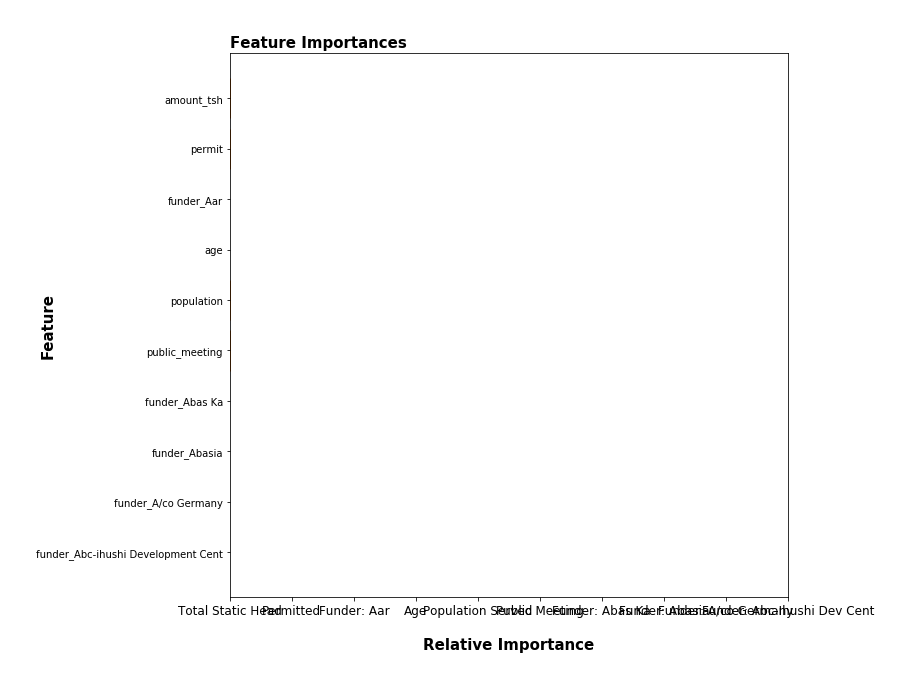 Feature Importances
amount_tsh
permit
funder_Aar
age
population
public_meeting
funder_Abas Ka
funder_Abasia
funder_A/co Germany
funder_Abc-ihushi Development Cent
Feature
Total Static Head Permitted Funder: Aar Age Population Served Public Meeting Funder: Abas Ka Funder: Abasia Funder: A/co Germany Funder: Abc-ihushi Dev Cent
Relative Importance